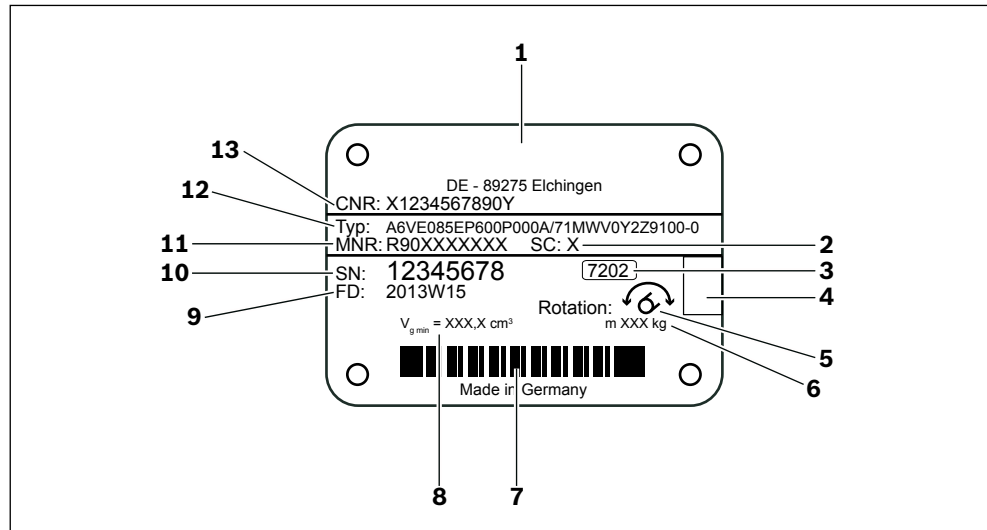 1
13
12
11
10
9
DE - 89275 Elchingen
CNR: X1234567890Y
Typ: A6VE085EP600P000A/71MWV0Y2Z9100-0
MNR: R90XXXXXXX SC: X
SN: 12345678 7202
FD: 2013W15
Rotation:
V g min = XXX,X cm³ m XXX kg
Made in Germany
2
3
4
5
6
8 7